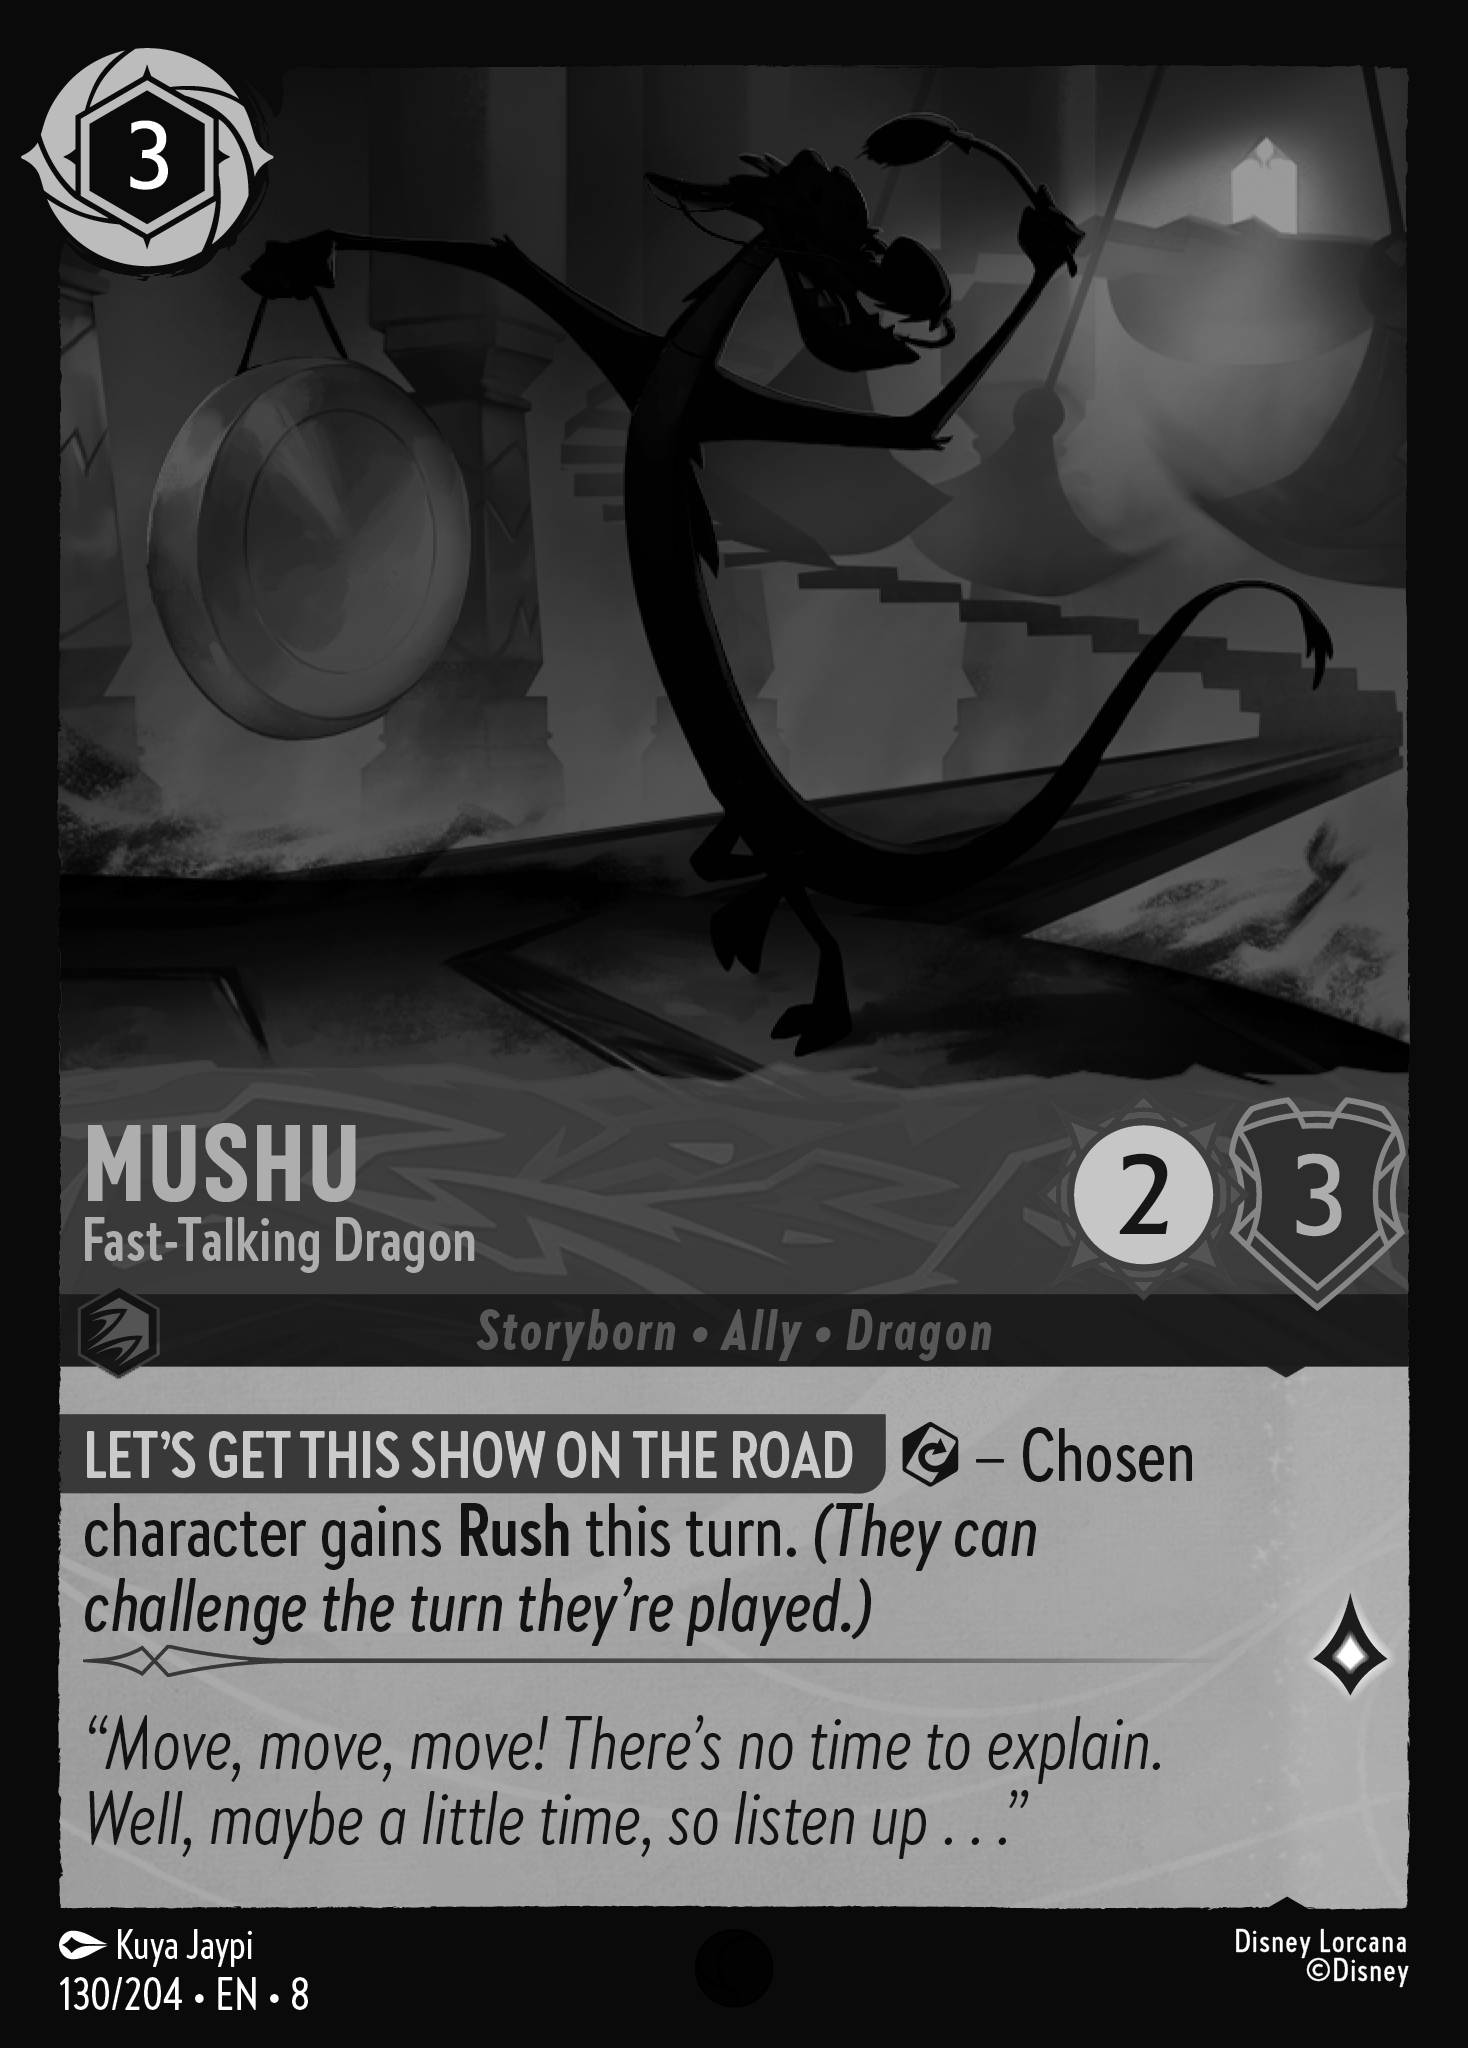 3
MUSHU
Fast-Talking Dragon
2
3
Storyborn • Ally • Dragon
LET’S GET THIS SHOW ON THE ROAD – Chosen
character gains Rush this turn. (They can
challenge the turn they’re played.)
“Move, move, move! There’s no time to explain.
Well, maybe a little time, so listen up . . .”
Kuya Jaypi
130/204 • EN • 8
Disney Lorcana
©Disney